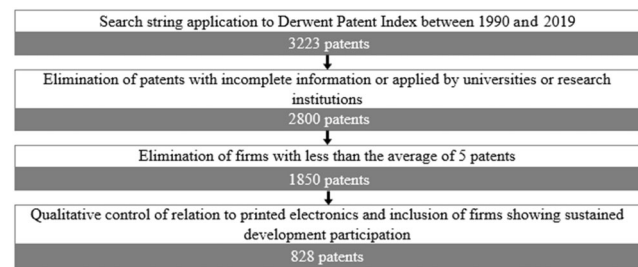 Search string application to Derwent Patent Index between 1990 and 2019
3223 patents
Elimination of patents with incomplete information or applied by universities or research
institutions
2800 patents
Elimination of firms with less than the average of 5 patents
1850 patents
Qualitative control of relation to printed electronics and inclusion of firms showing sustained
development participation
828 patents